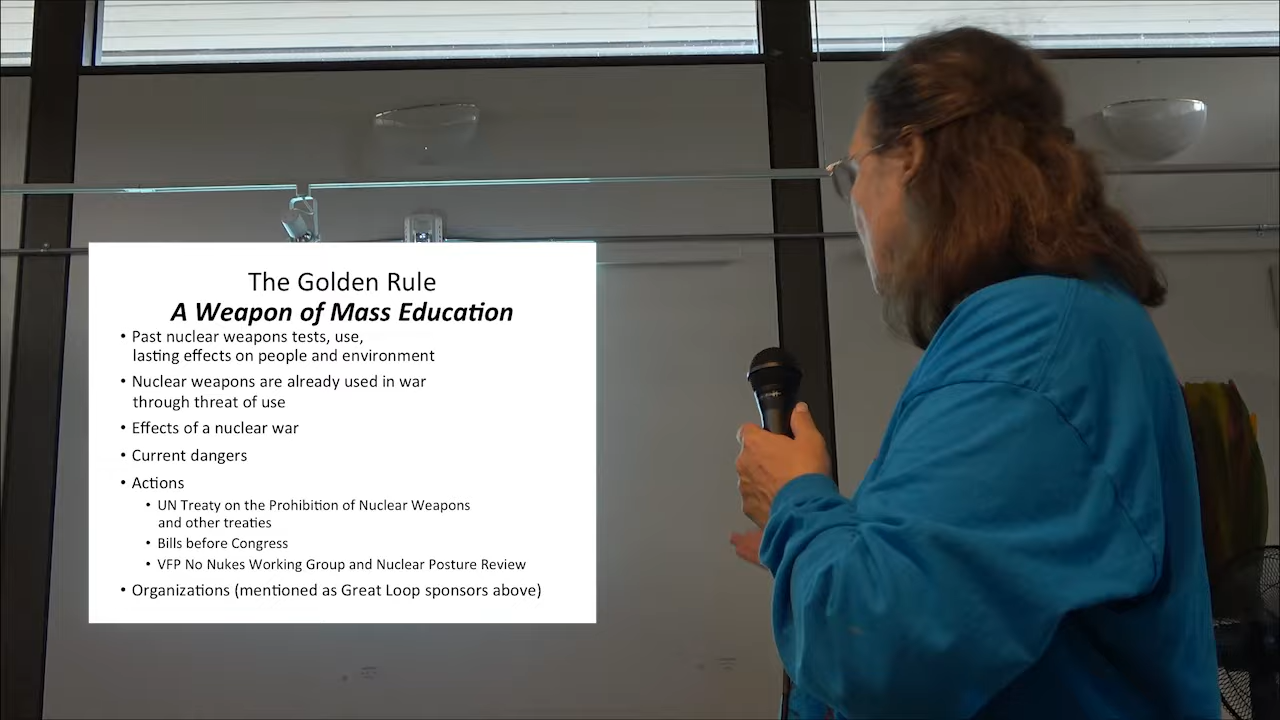 The Golden Rule
A Weapon of Mass Education
• Past nuclear weapons tests, use,
lasting effects on people and environment
• Nuclear weapons are already used in war
through threat of use
• Effects of a nuclear war
• Current dangers
• Actions
• UN Treaty on the Prohibition of Nuclear Weapons
and other treaties
• Bills before Congress
• VFP No Nukes Working Group and Nuclear Posture Review
• Organizations (mentioned as Great Loop sponsors above)